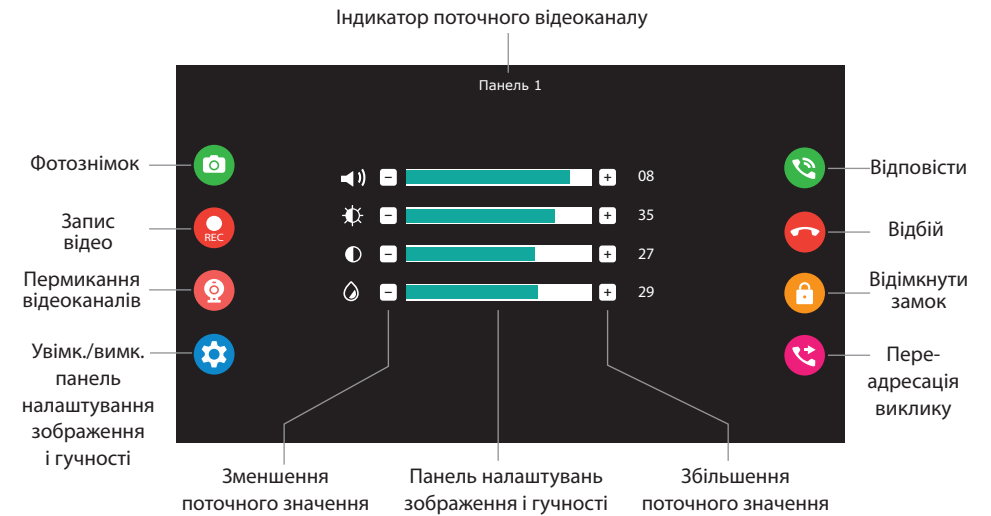 Індикатор поточного відеоканалу
Панель 1
Фотознімок
Запис
відео
REC
Пермикання
відеоканалів
Увімк./вимк.
панель
налаштування
зображення
і гучності
08
35
27
29
Відповісти
Відбій
Відімкнути
замок
Пере-
адресація
виклику
Зменшення
поточного значення
Панель налаштувань
зображення і гучності
Збільшення
поточного значення